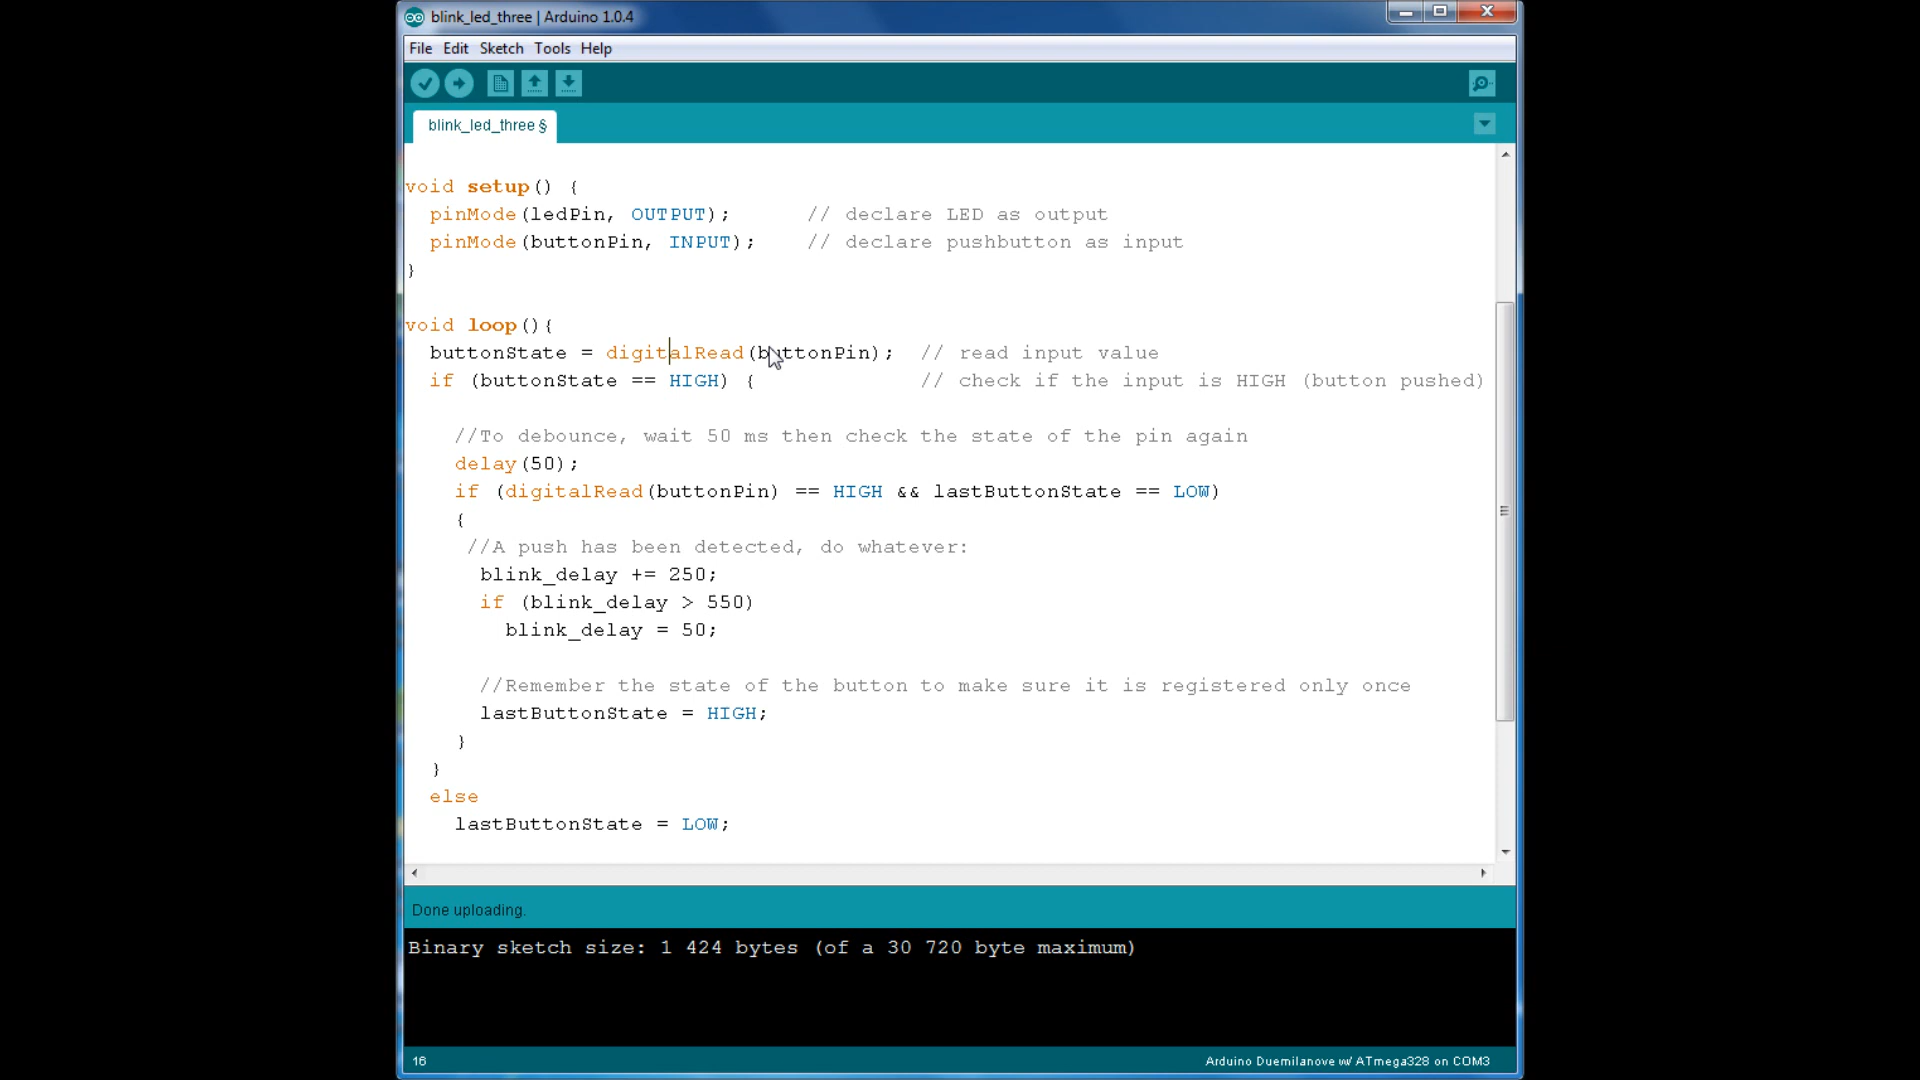 blink_led_three | Arduino 1.0.4
File Edit Sketch Tools Help
blink_led_three §
void setup() {
  pinMode(ledPin, OUTPUT);      // declare LED as output
  pinMode(buttonPin, INPUT);    // declare pushbutton as input
}
void loop(){
  buttonState = digitalRead(buttonPin);  // read input value
  if (buttonState == HIGH) {             // check if the input is HIGH (button pushed)
    //To debounce, wait 50 ms then check the state of the pin again
    delay(50);
    if (digitalRead(buttonPin) == HIGH && lastButtonState == LOW)
    {
     //A push has been detected, do whatever:
      blink_delay += 250;
      if (blink_delay > 550)
        blink_delay = 50;
      //Remember the state of the button to make sure it is registered only once
      lastButtonState = HIGH;
    }
  }
  else
    lastButtonState = LOW;
Done uploading.
Binary sketch size: 1 424 bytes (of a 30 720 byte maximum)
16 Arduino Duemilanove w/ ATmega328 on COM3